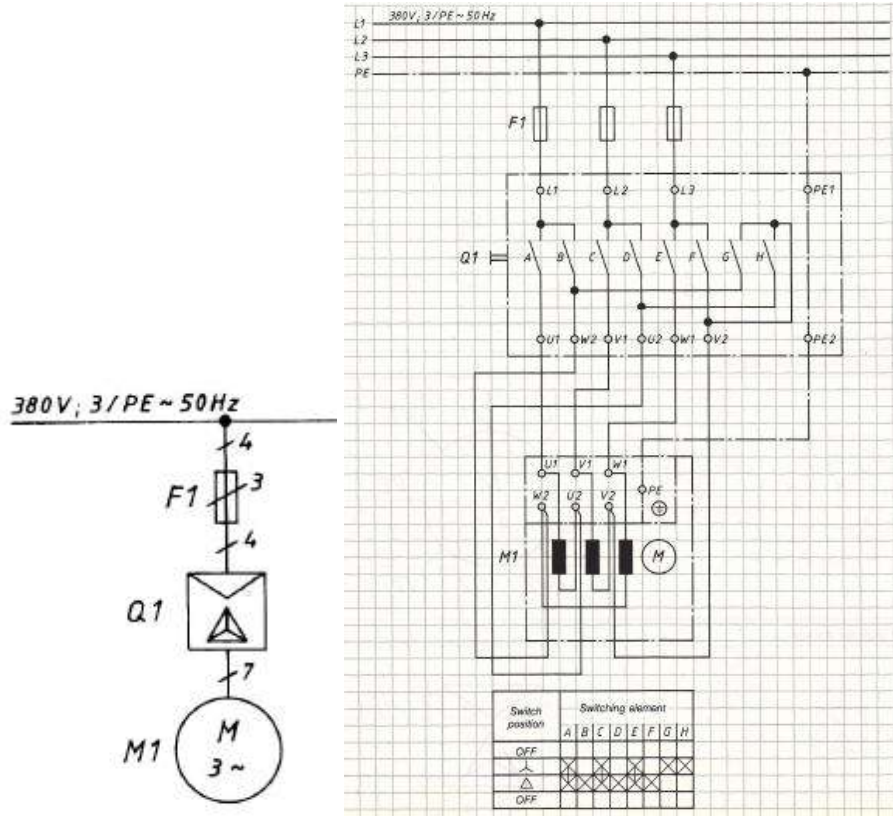 380V; 3/PE ~ 50Hz
4
F1 3
4
Q1
7
M1
M
3 ~
L1 380V; 3/PE ~ 50Hz
L2
L3
PE
F1
L1 L2 L3 PE1
Q1 A B C D E F G H
U1 W2 V1 U2 W1 V2 PE2
U1 V1 W1
W2 U2 V2 PE
M1 M
Switch position Switching element
A B C D E F G H
OFF
OFF